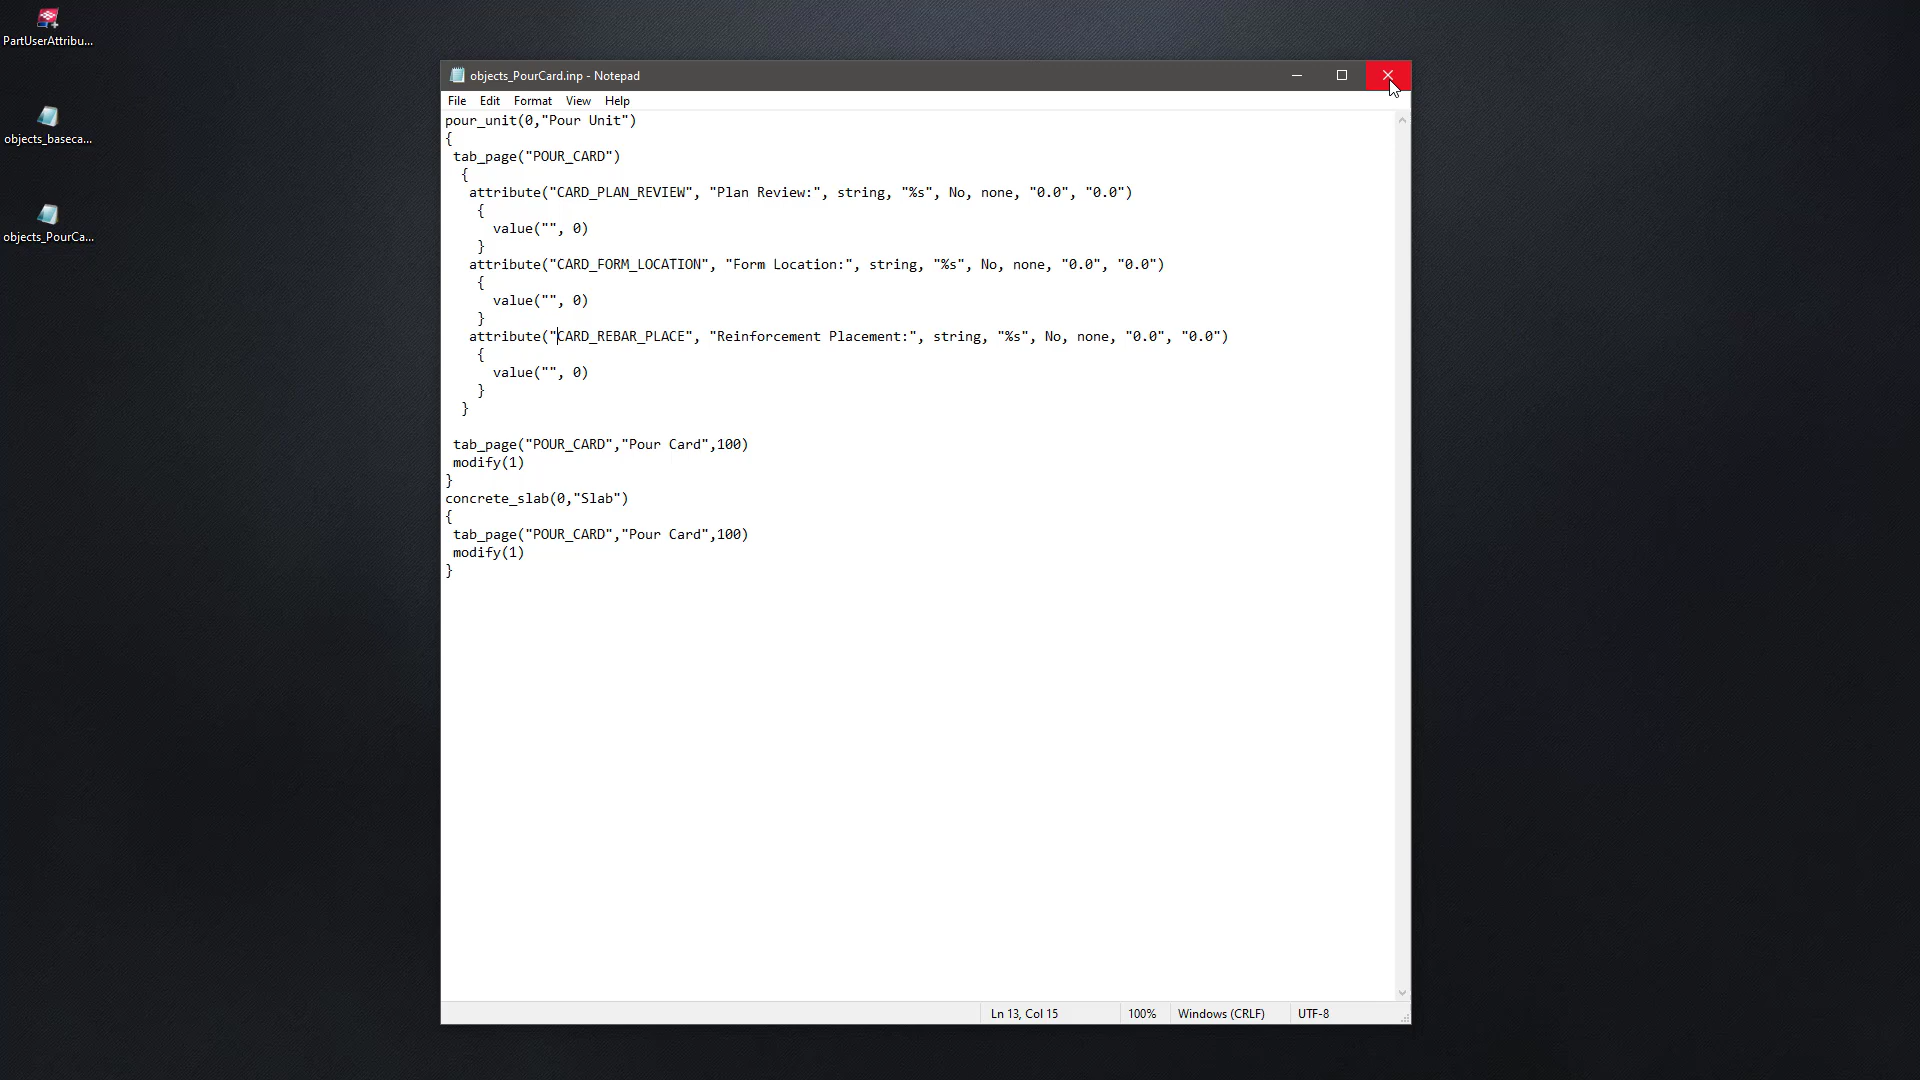 PartUserAttribu...
objects_baseca...
objects_PourCa...
objects_PourCard.inp - Notepad
File Edit Format View Help
pour_unit(0,"Pour Unit")
{
tab_page("POUR_CARD")
{
attribute("CARD_PLAN_REVIEW", "Plan Review:", string, "%s", No, none, "0.0", "0.0")
{
value("", 0)
}
attribute("CARD_FORM_LOCATION", "Form Location:", string, "%s", No, none, "0.0", "0.0")
{
value("", 0)
}
attribute("CARD_REBAR_PLACE", "Reinforcement Placement:", string, "%s", No, none, "0.0", "0.0")
{
value("", 0)
}
}
tab_page("POUR_CARD","Pour Card",100)
modify(1)
}
concrete_slab(0,"Slab")
{
tab_page("POUR_CARD","Pour Card",100)
modify(1)
}
Ln 13, Col 15 100% Windows (CRLF) UTF-8